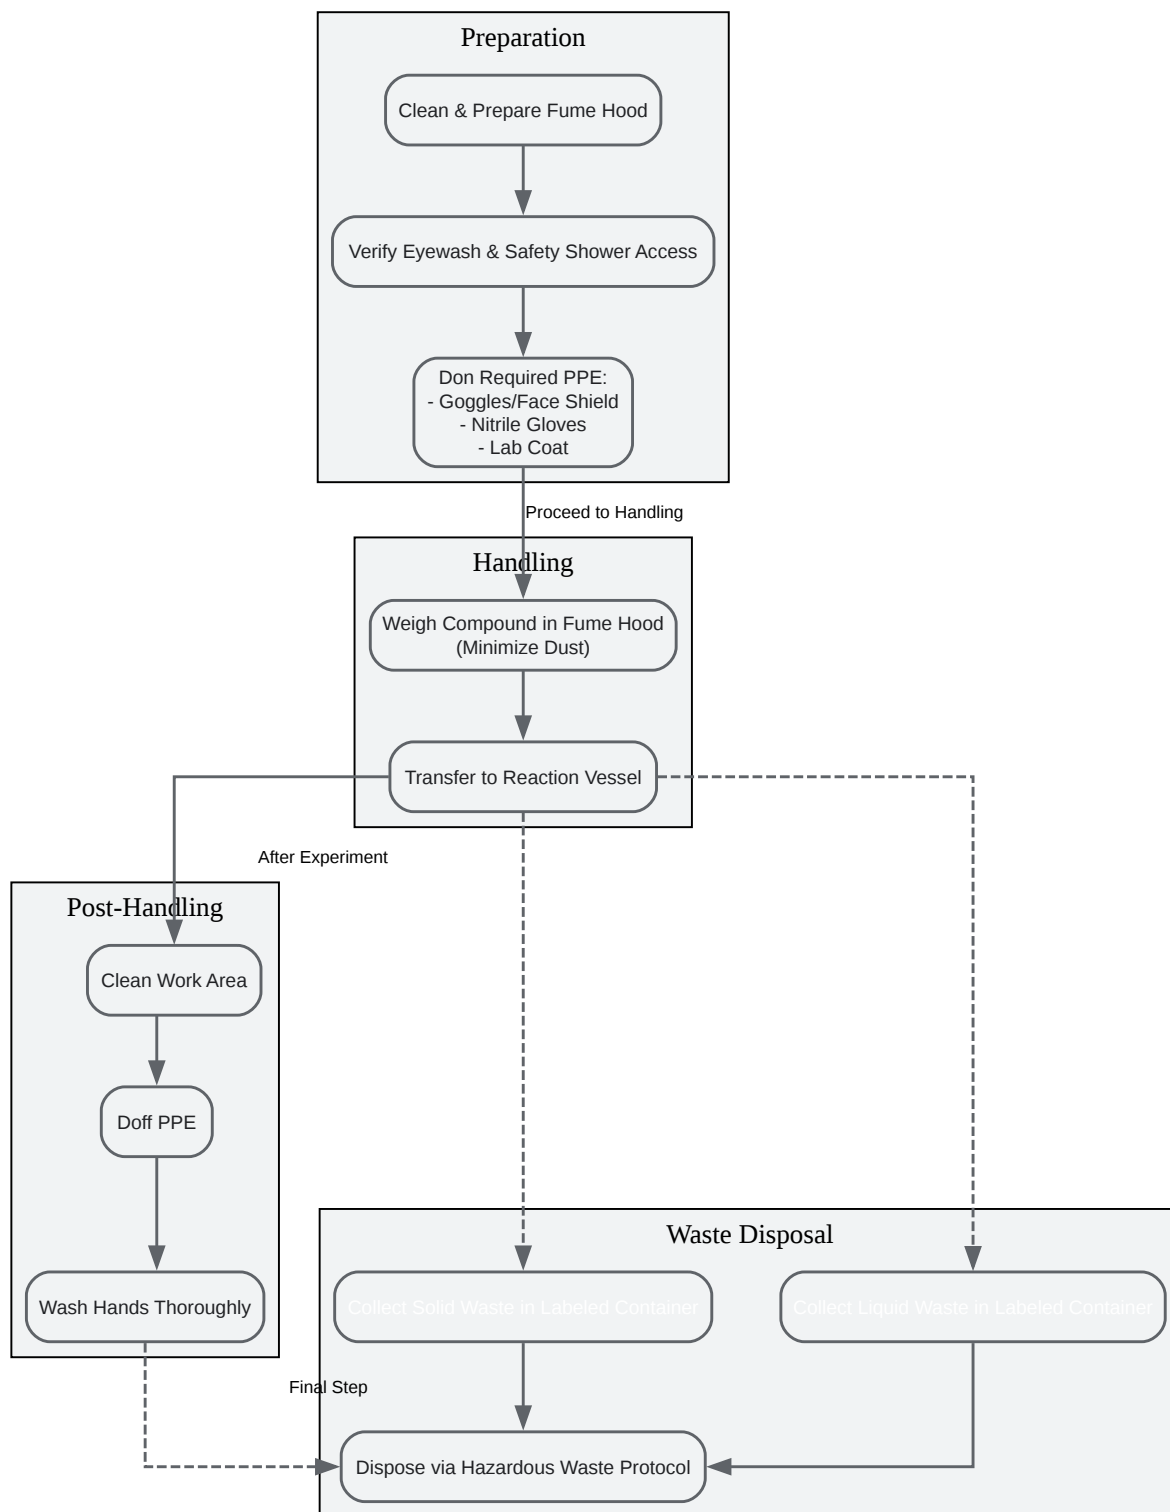 Preparation
Clean & Prepare Fume Hood
Verify Eyewash & Safety Shower Access
Don Required PPE:
- Goggles/Face Shield
- Nitrile Gloves
- Lab Coat
Proceed to Handling
Handling
Weigh Compound in Fume Hood
(Minimize Dust)
Transfer to Reaction Vessel
After Experiment
Post-Handling
Clean Work Area
Doff PPE
Wash Hands Thoroughly
Waste Disposal
Collect Solid Waste in Labeled Container
Collect Liquid Waste in Labeled Container
Final Step
Dispose via Hazardous Waste Protocol